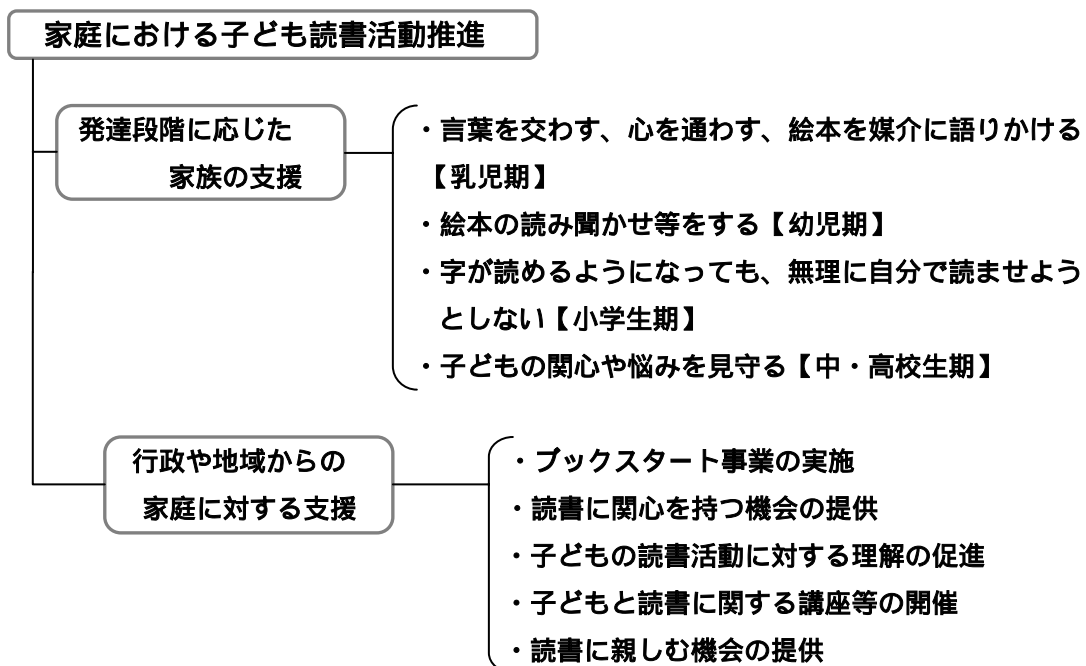 家庭における子ども読書活動推進
発達段階に応じた
家族の支援
・言葉を交わす、心を通わす、絵本を媒介に語りかける
【乳児期】
・絵本の読み聞かせ等をする【幼児期】
・字が読めるようになっても、無理に自分で読ませよう
としない【小学生期】
・子どもの関心や悩みを見守る【中・高校生期】
行政や地域からの
家庭に対する支援
・ブックスタート事業の実施
・読書に関心を持つ機会の提供
・子どもの読書活動に対する理解の促進
・子どもと読書に関する講座等の開催
・読書に親しむ機会の提供